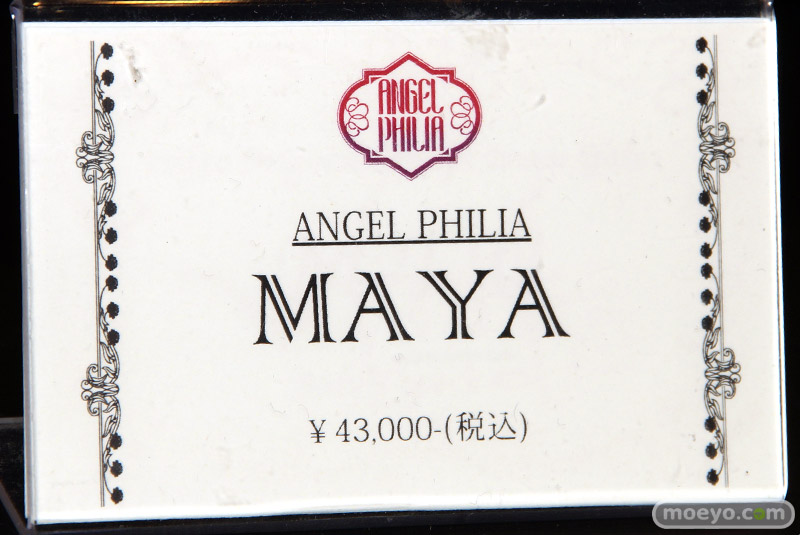 ANGEL
PHILIA
ANGEL PHILIA
MAYA
¥43,000-(税込)
moeyo.com